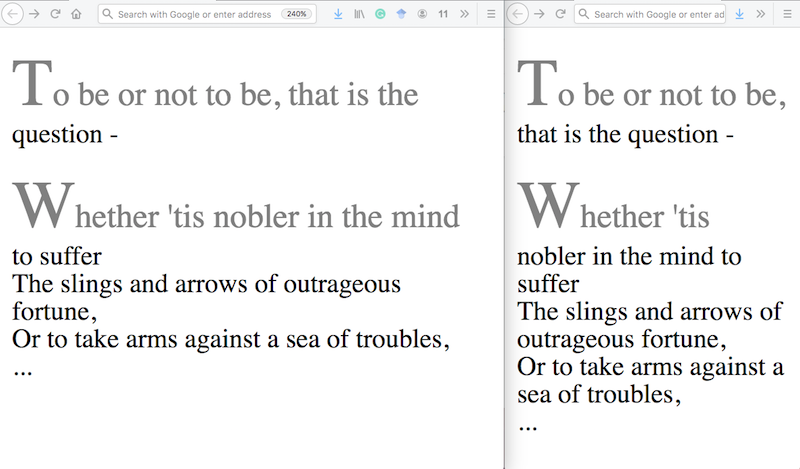 Search with Google or enter address
240%
11
To be or not to be, that is the
question -
Whether 'tis nobler in the mind
to suffer
The slings and arrows of outrageous
fortune,
Or to take arms against a sea of troubles,
...
Search with Google or enter ad
To be or not to be,
that is the question -
Whether 'tis
nobler in the mind to
suffer
The slings and arrows of
outrageous fortune,
Or to take arms against a
sea of troubles,
...